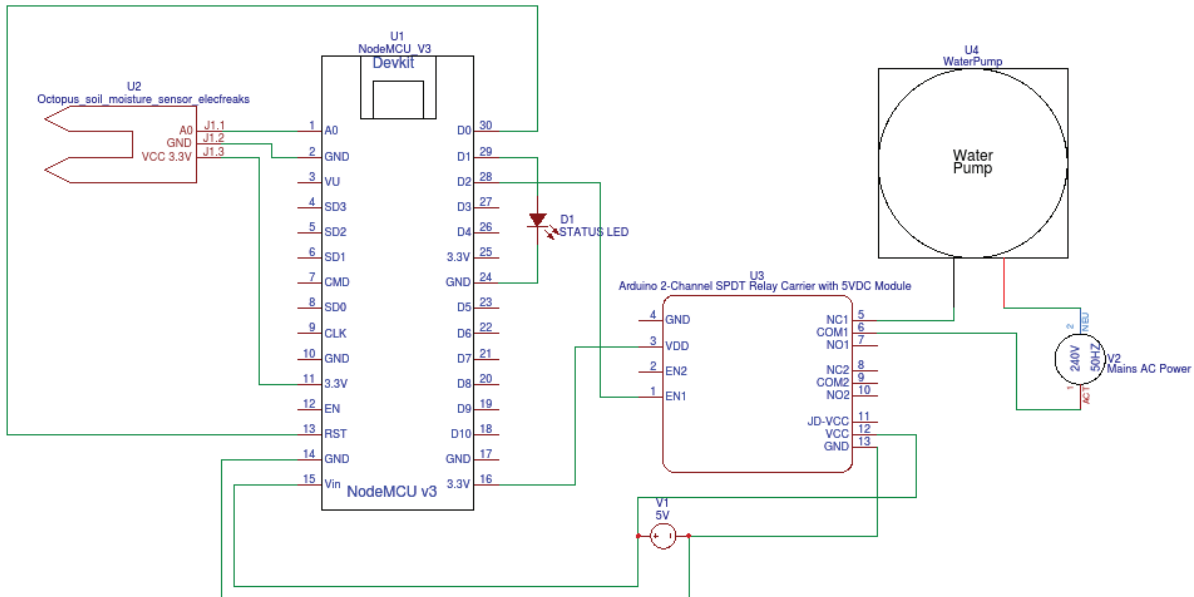 U1
NodeMCU_V3
Devkit
U2
Octopus_soil_moisture_sensor_elecfreaks
A0
GND
VCC 3.3V
J1.1
J1.2
J1.3
1 A0
2 GND
3 VU
4 SD3
5 SD2
6 SD1
7 CMD
8 SD0
9 CLK
10 GND
11 3.3V
12 EN
13 RST
14 GND
15 Vin
D0 30
D1 29
D2 28
D3 27
D4 26
3.3V 25
GND 24
D5 23
D6 22
D7 21
D8 20
D9 19
D10 18
GND 17
3.3V 16
NodeMCU v3
D1
STATUS LED
U3
Arduino 2-Channel SPDT Relay Carrier with 5VDC Module
4 GND
3 VDD
2 EN2
1 EN1
NC1 5
COM1 6
NO1 7
NC2 8
COM2 9
NO2 10
JD-VCC 11
VCC 12
GND 13
U4
WaterPump
Water
Pump
2 NEU
240V
50HZ
1 ACT
V2
Mains AC Power
V1
5V
+ -